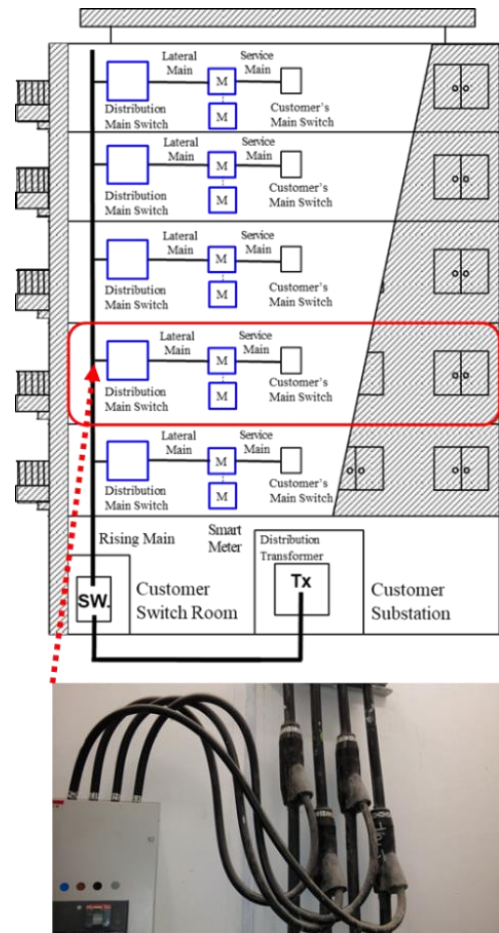 Lateral Main
Service Main
M
M
Distribution Main Switch
Customer's Main Switch
Lateral Main
Service Main
M
M
Distribution Main Switch
Customer's Main Switch
Lateral Main
Service Main
M
M
Distribution Main Switch
Customer's Main Switch
Lateral Main
Service Main
M
M
Distribution Main Switch
Customer's Main Switch
Lateral Main
Service Main
M
M
Distribution Main Switch
Customer's Main Switch
Rising Main
Smart Meter
Distribution Transformer
SW.
Customer Switch Room
Tx
Customer Substation